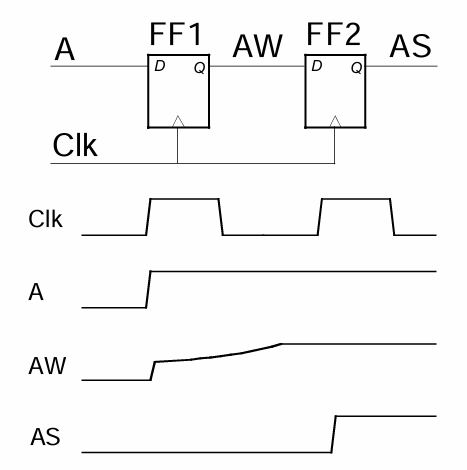 FF1 FF2
A AW AS
D Q D Q
Clk
Clk
A
AW
AS